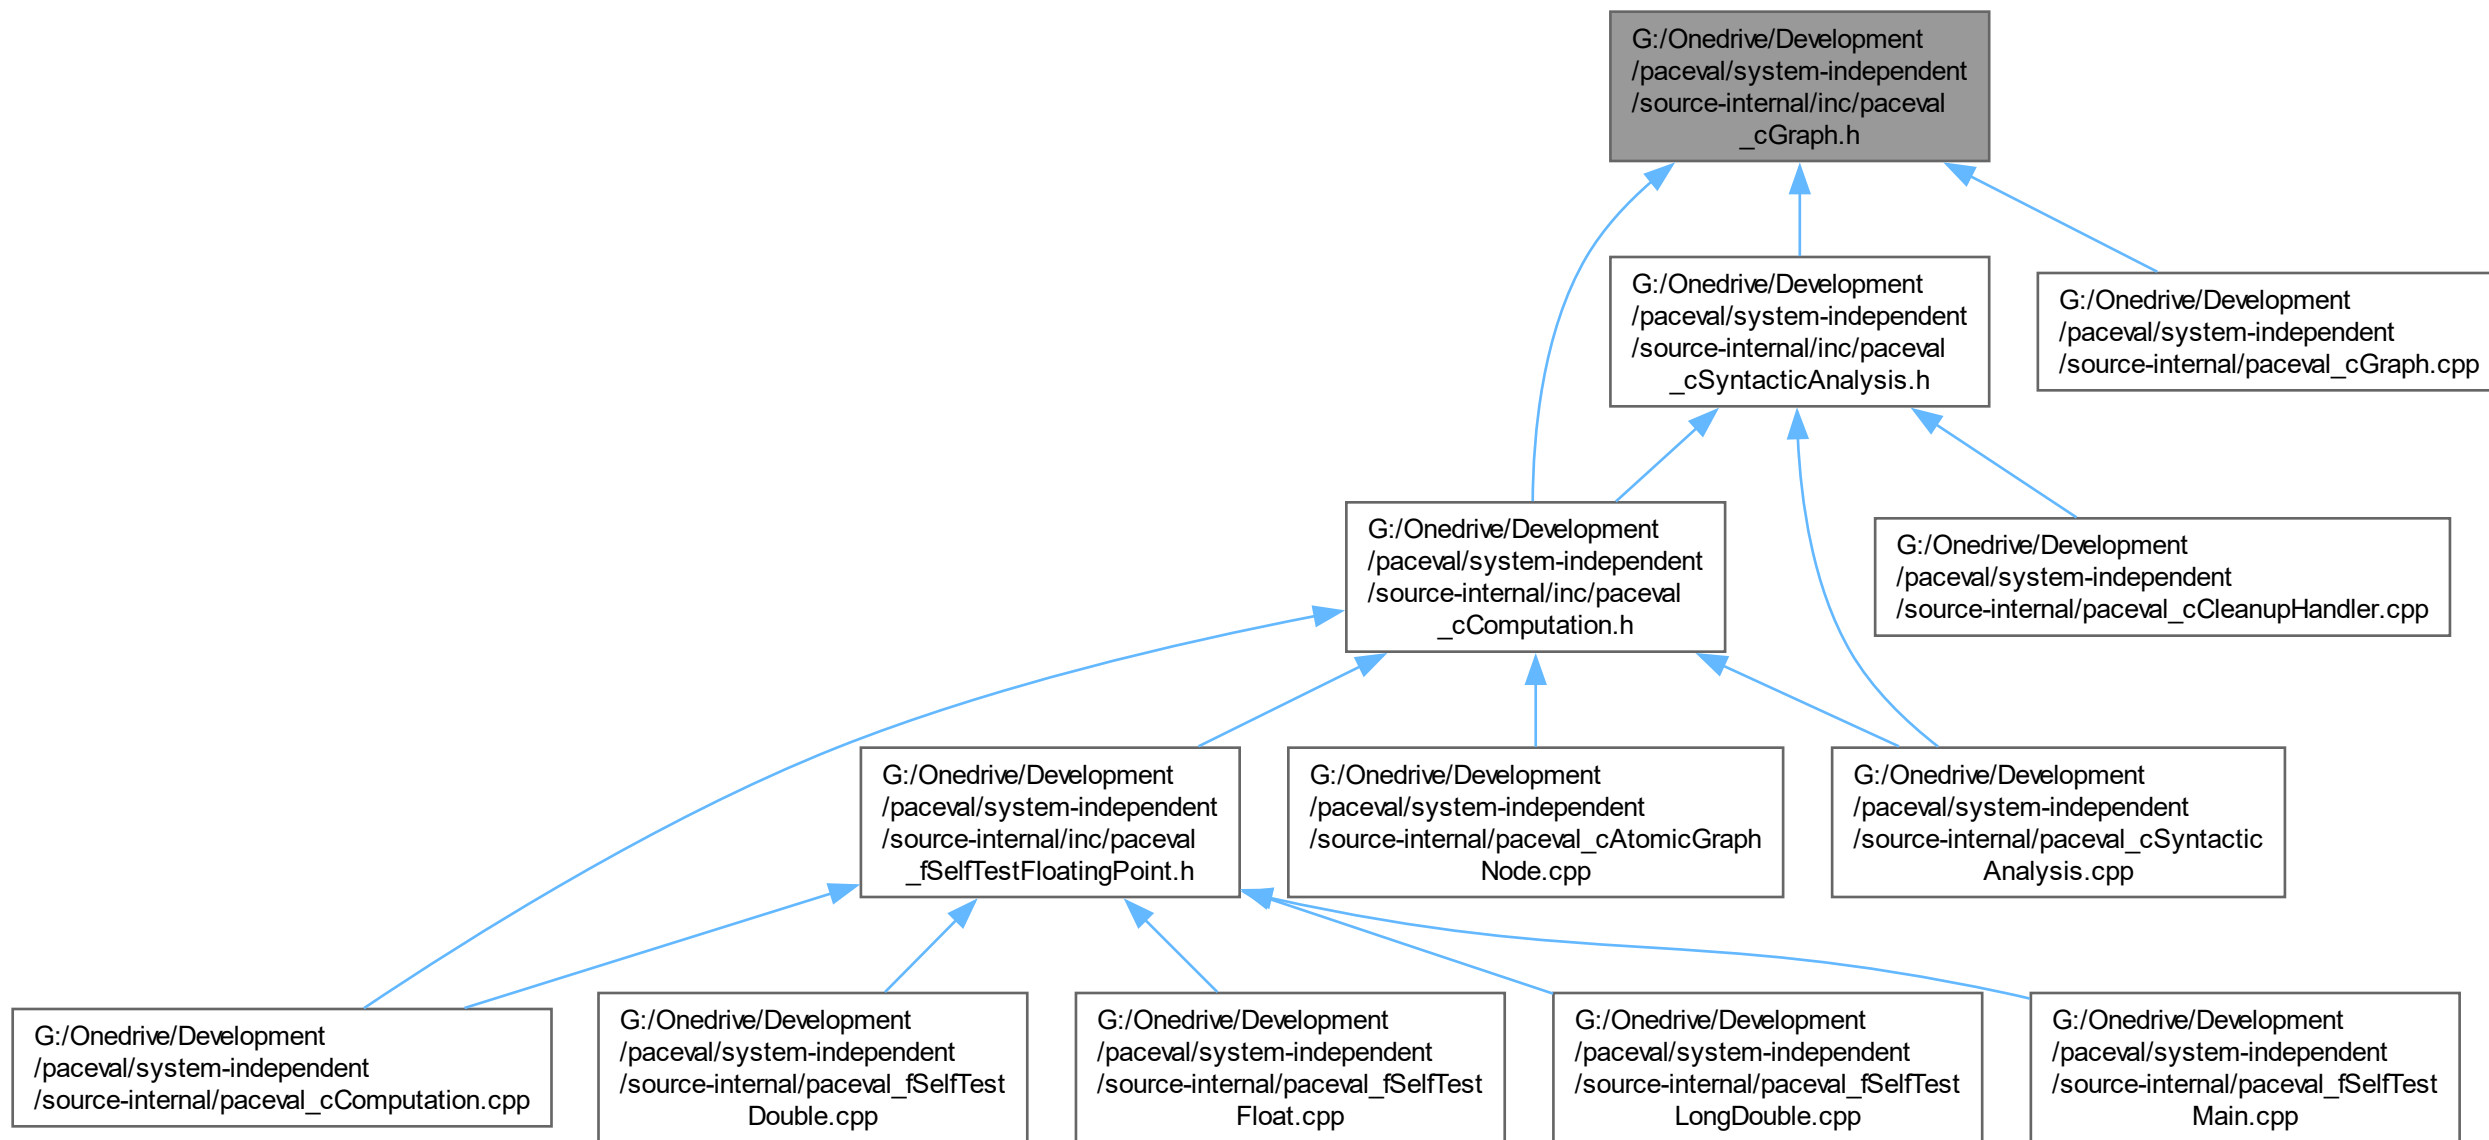 G:/Onedrive/Development
/paceval/system-independent
/source-internal/inc/paceval
_cGraph.h
G:/Onedrive/Development
/paceval/system-independent
/source-internal/inc/paceval
_cSyntacticAnalysis.h
G:/Onedrive/Development
/paceval/system-independent
/source-internal/paceval_cGraph.cpp
G:/Onedrive/Development
/paceval/system-independent
/source-internal/inc/paceval
_cComputation.h
G:/Onedrive/Development
/paceval/system-independent
/source-internal/paceval_cCleanupHandler.cpp
G:/Onedrive/Development
/paceval/system-independent
/source-internal/inc/paceval
_fSelfTestFloatingPoint.h
G:/Onedrive/Development
/paceval/system-independent
/source-internal/paceval_cAtomicGraph
Node.cpp
G:/Onedrive/Development
/paceval/system-independent
/source-internal/paceval_cSyntactic
Analysis.cpp
G:/Onedrive/Development
/paceval/system-independent
/source-internal/paceval_cComputation.cpp
G:/Onedrive/Development
/paceval/system-independent
/source-internal/paceval_fSelfTest
Double.cpp
G:/Onedrive/Development
/paceval/system-independent
/source-internal/paceval_fSelfTest
Float.cpp
G:/Onedrive/Development
/paceval/system-independent
/source-internal/paceval_fSelfTest
LongDouble.cpp
G:/Onedrive/Development
/paceval/system-independent
/source-internal/paceval_fSelfTest
Main.cpp